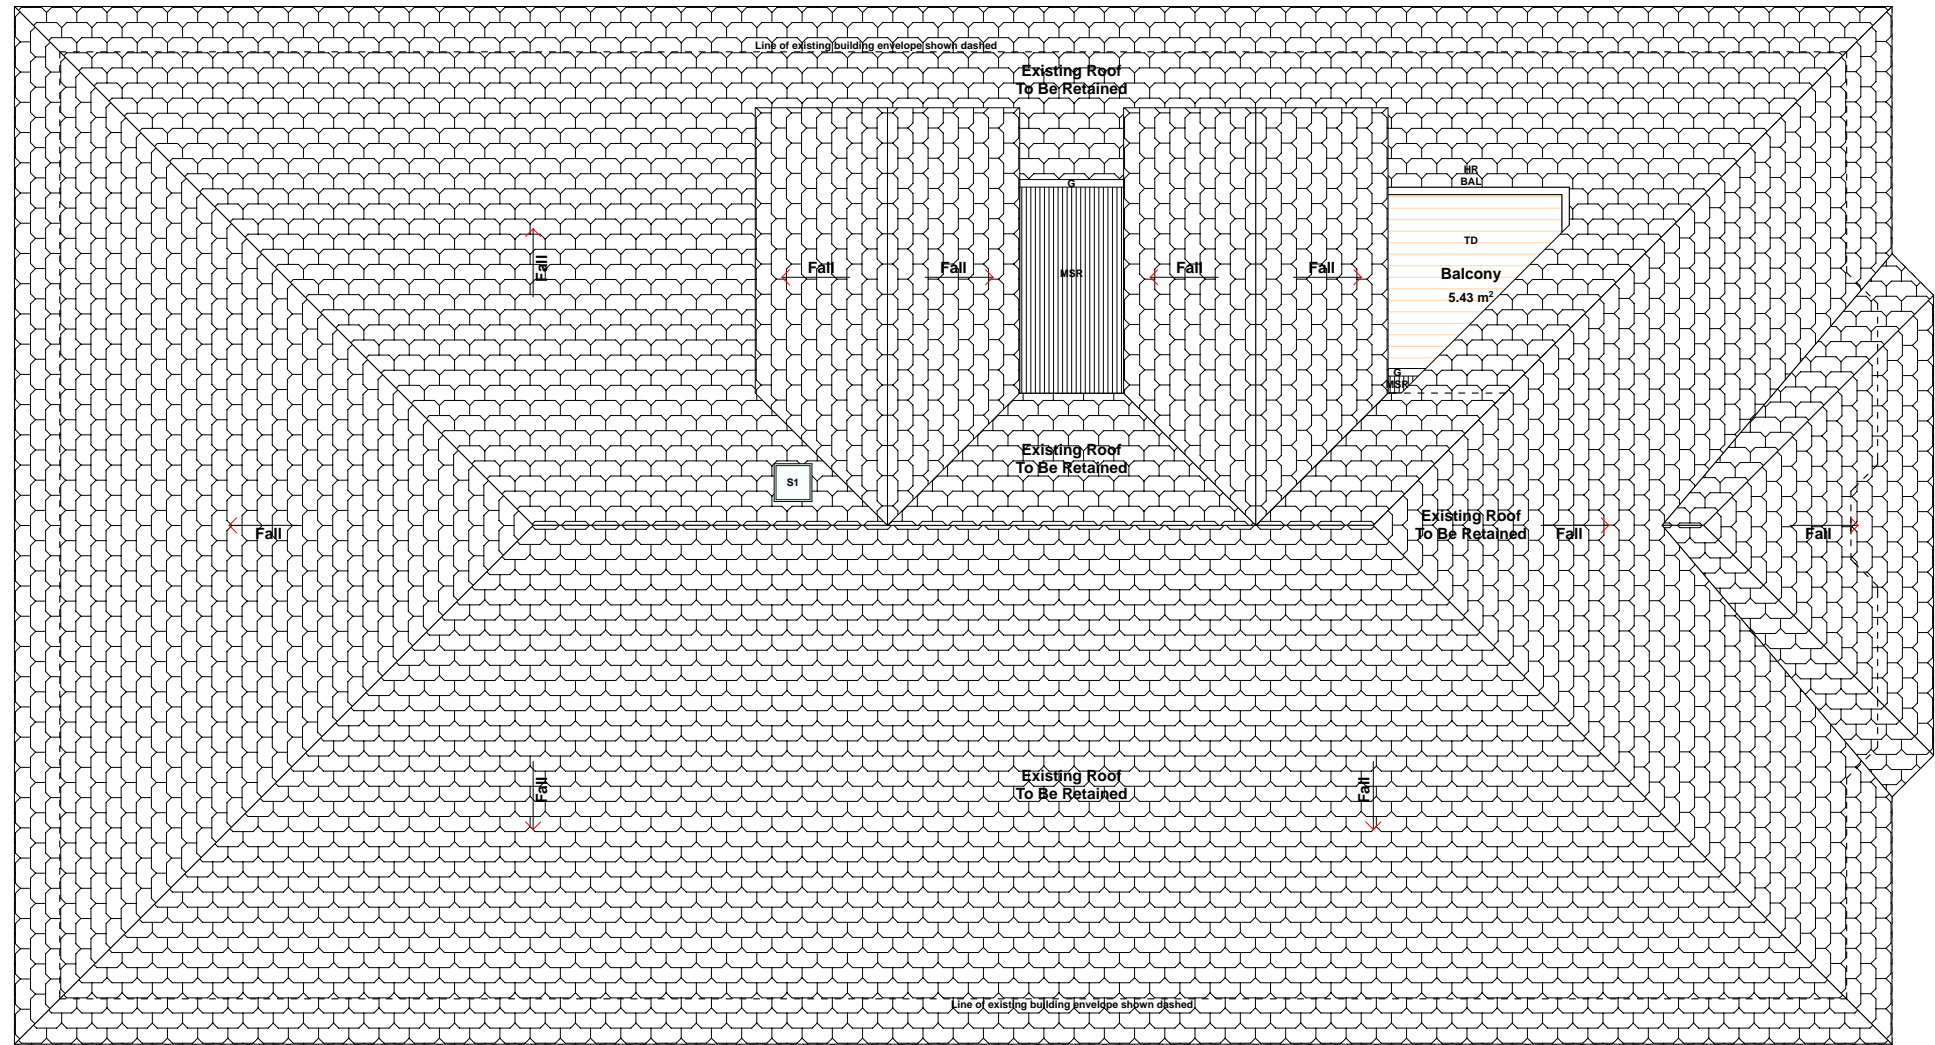 Line of existing building envelope shown dashed
Existing Roof
To Be Retained
HR
BAL
G
TD
Fall
Fall
Fall
Fall
Fall
MSR
Balcony
5.43 m²
G
MSR
Existing Roof
To Be Retained
S1
Existing Roof
To Be Retained
Fall
Fall
Fall
Existing Roof
To Be Retained
Fall
Fall
Line of existing building envelope shown dashed